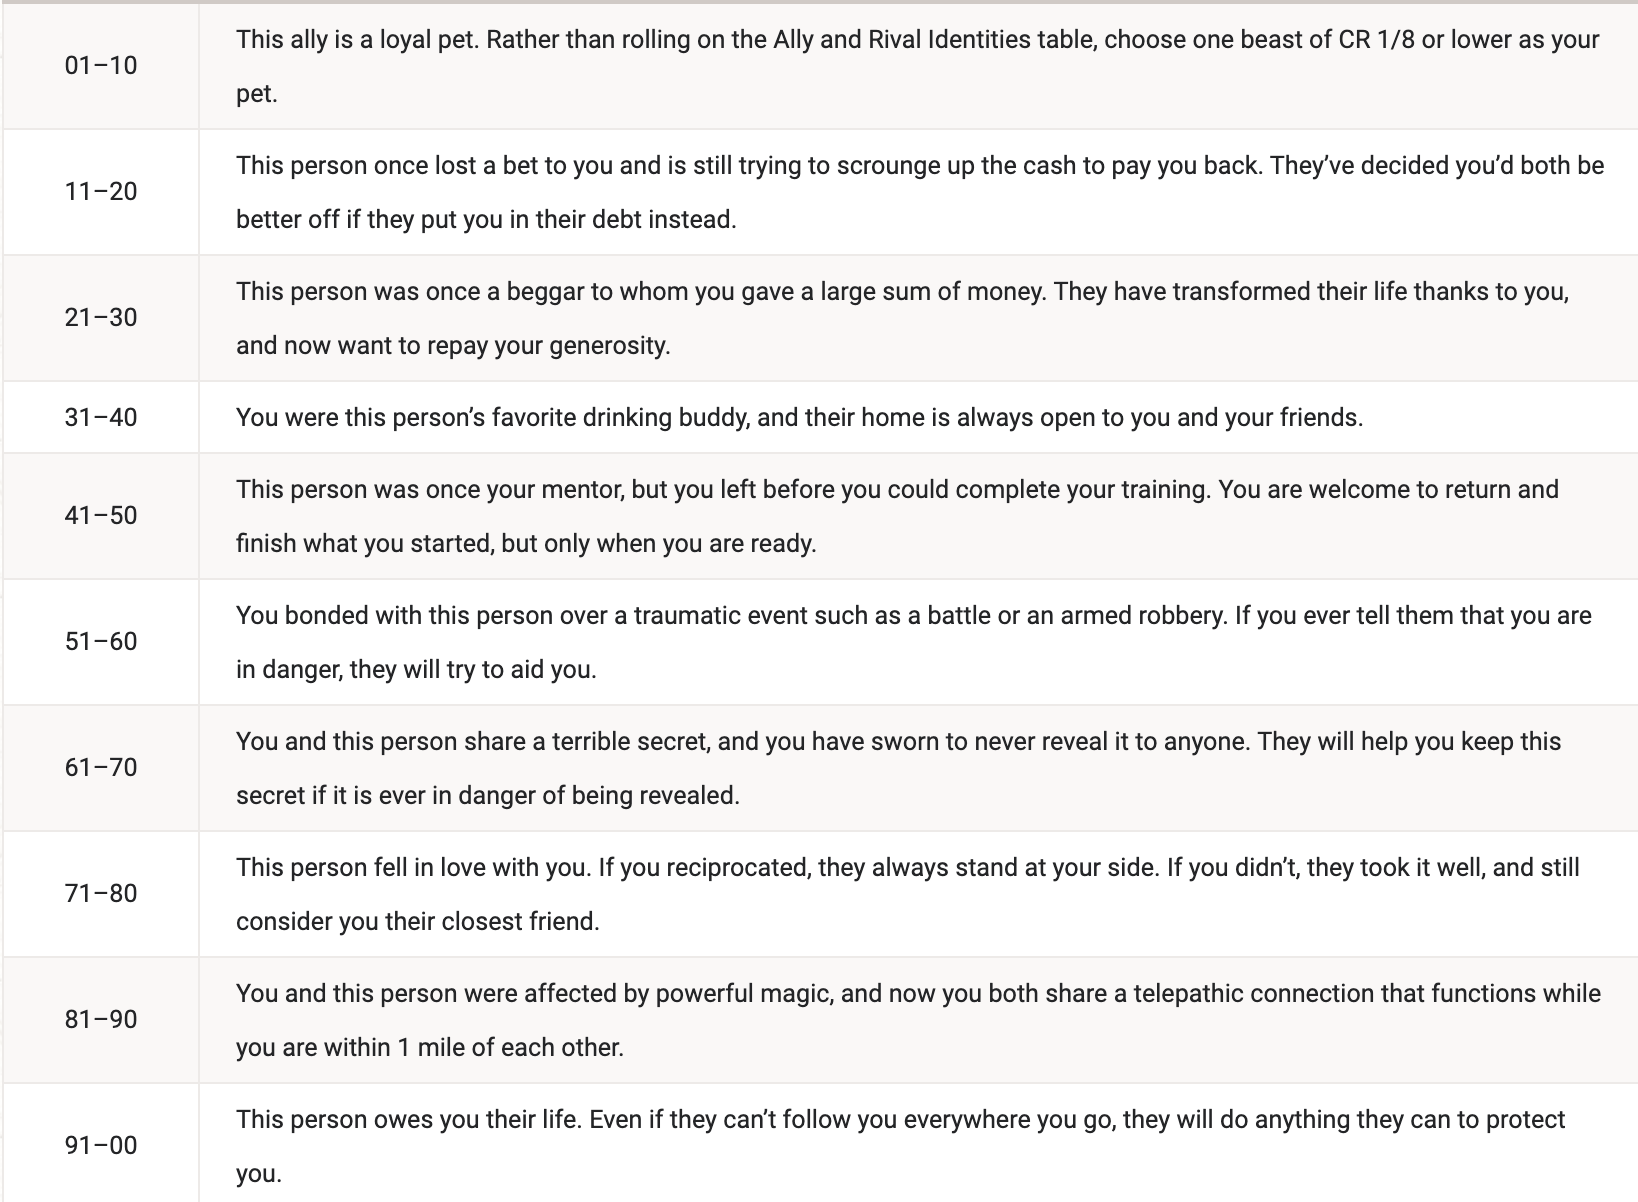 01–10
This ally is a loyal pet. Rather than rolling on the Ally and Rival Identities table, choose one beast of CR 1/8 or lower as your
pet.
11–20
This person once lost a bet to you and is still trying to scrounge up the cash to pay you back. They’ve decided you’d both be
better off if they put you in their debt instead.
21–30
This person was once a beggar to whom you gave a large sum of money. They have transformed their life thanks to you,
and now want to repay your generosity.
31–40
You were this person’s favorite drinking buddy, and their home is always open to you and your friends.
41–50
This person was once your mentor, but you left before you could complete your training. You are welcome to return and
finish what you started, but only when you are ready.
51–60
You bonded with this person over a traumatic event such as a battle or an armed robbery. If you ever tell them that you are
in danger, they will try to aid you.
61–70
You and this person share a terrible secret, and you have sworn to never reveal it to anyone. They will help you keep this
secret if it is ever in danger of being revealed.
71–80
This person fell in love with you. If you reciprocated, they always stand at your side. If you didn’t, they took it well, and still
consider you their closest friend.
81–90
You and this person were affected by powerful magic, and now you both share a telepathic connection that functions while
you are within 1 mile of each other.
91–00
This person owes you their life. Even if they can’t follow you everywhere you go, they will do anything they can to protect
you.